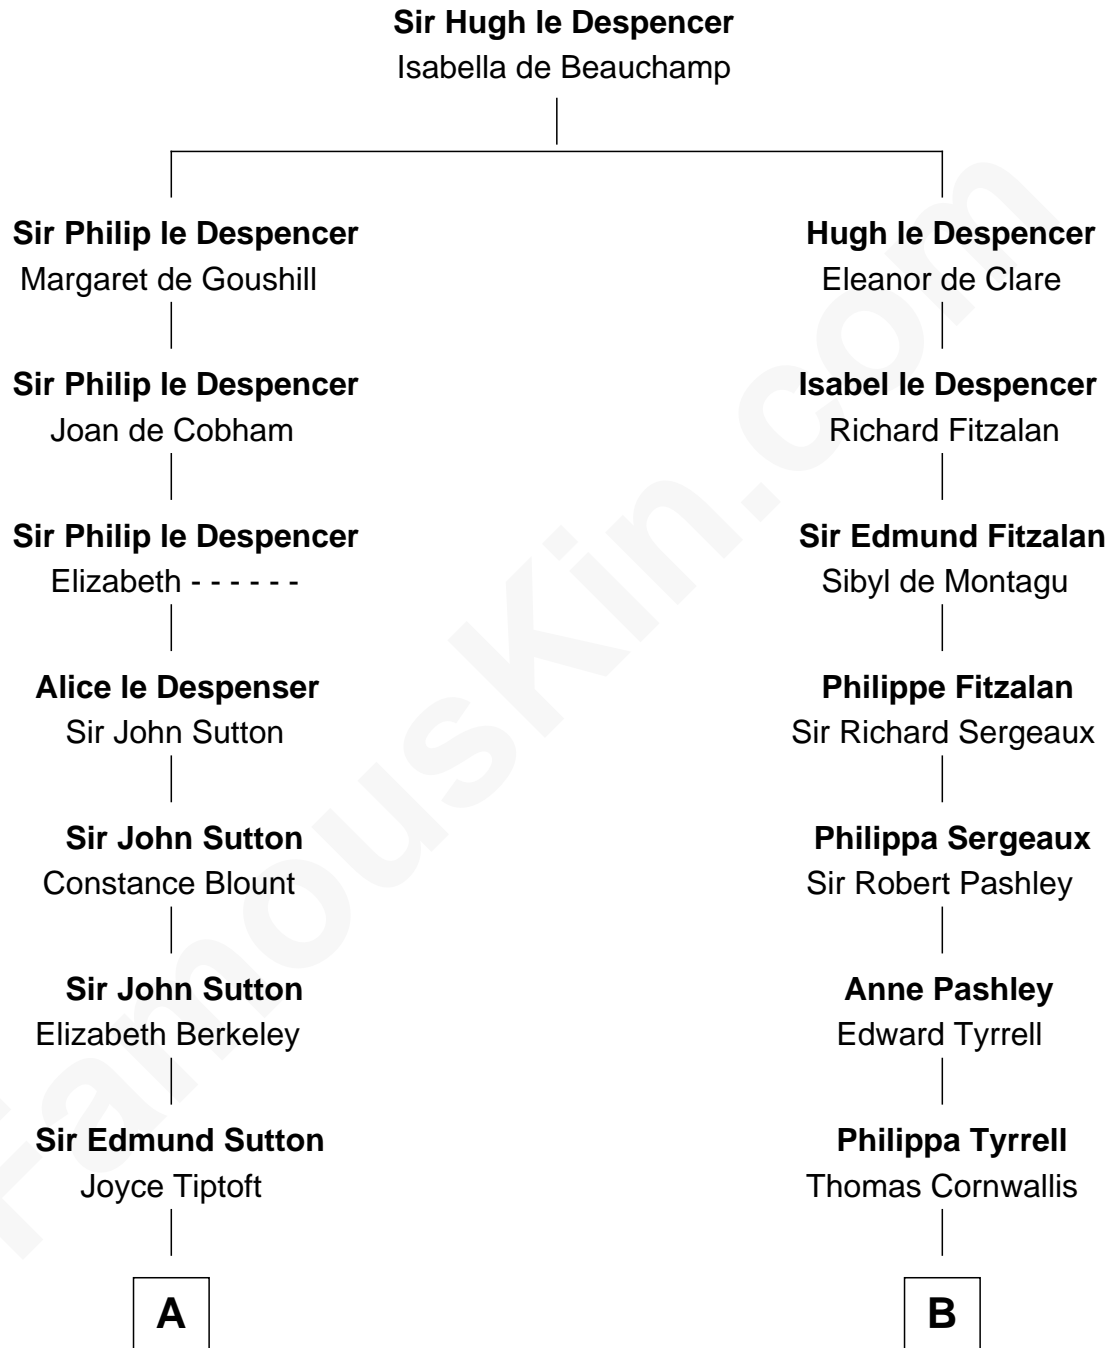 Sir Hugh le Despencer
Isabella de Beauchamp
Sir Philip le Despencer
Margaret de Goushill
Hugh le Despencer
Eleanor de Clare
Sir Philip le Despencer
Joan de Cobham
Isabel le Despencer
Richard Fitzalan
Sir Philip le Despencer
Elizabeth - - - - - -
Sir Edmund Fitzalan
Sibyl de Montagu
Alice le Despenser
Sir John Sutton
Philippe Fitzalan
Sir Richard Sergeaux
Sir John Sutton
Constance Blount
Philippa Sergeaux
Sir Robert Pashley
Sir John Sutton
Elizabeth Berkeley
Anne Pashley
Edward Tyrrell
Sir Edmund Sutton
Joyce Tiptoft
Philippa Tyrrell
Thomas Cornwallis
A
B
FamousKin.com